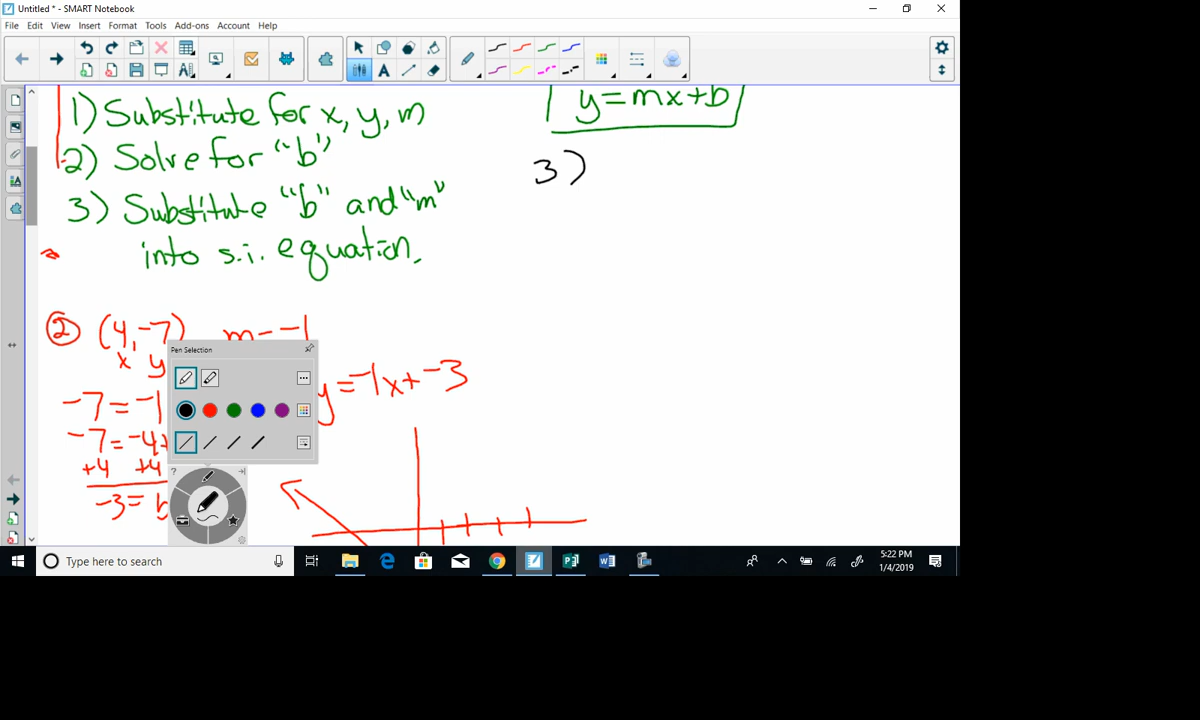 Untitled * - SMART Notebook
File Edit View Insert Format Tools Add-ons Account Help
1) Substitute for x, y, m
2) Solve for "b"
3) Substitute "b" and "m"
into s.i. equation.
y=mx+b
3)
② (4,-7) m=-1
x y
-7=-1
-7=-4+
+4 +4
-3=b
y=-1x+-3
Pen Selection
?
Type here to search
5:22 PM
1/4/2019